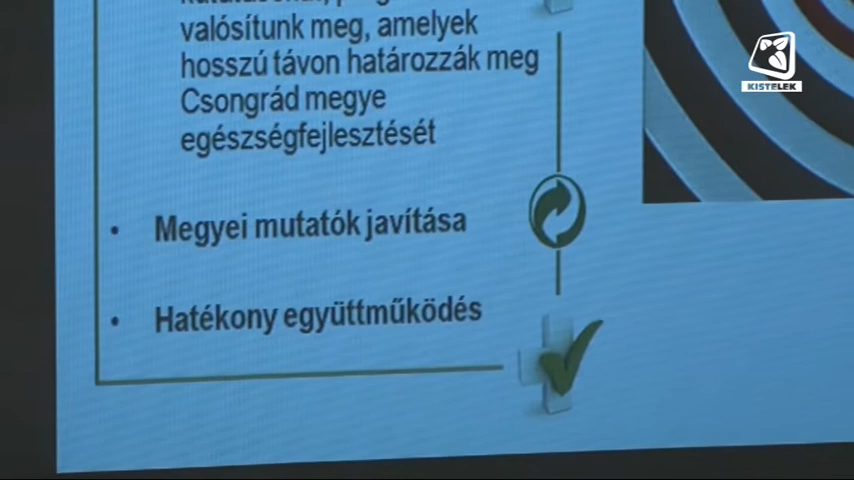 valósítunk meg, amelyek
hosszú távon határozzák meg
Csongrád megye
egészségfejlesztését
• Megyei mutatók javítása
• Hatékony együttműködés
KISTELEK